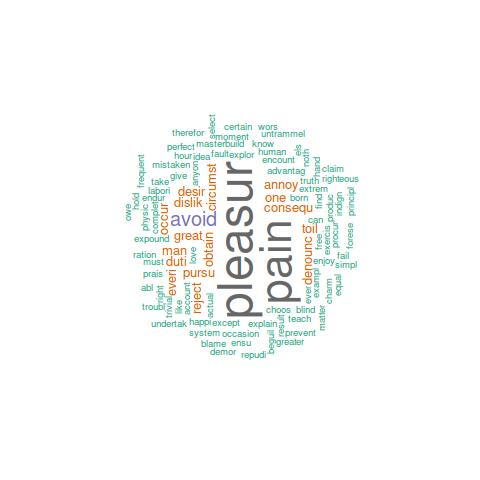 select
certain
wors
therefor
moment
untrammel
masterbuild
know
perfect
fault
explor
human
els
hour
idea
noth
mistaken
anyon
encount
hand
frequent
give
circumst
pleasur
advantag
claim
take
annoy
truth
righteous
labori
desir
extrem
hold
endur
dislik
one
born
find
produc
indign
principl
owe
physic
complet
occur
avoid
consequ
pain
can
toil
free
exercis
procur
forese
expound
great
obtain
ration
man
love
denounc
fail
must
duti
enjoy
simpl
prais
everi
pursu
abl
right
reject
actual
ever
exampl
charm
equal
troubl
trivial
like
account
choos
blind
matter
undertak
happi
except
explain
result
teach
system
occasion
prevent
blame
ensu
beguil
greater
demor
repudi